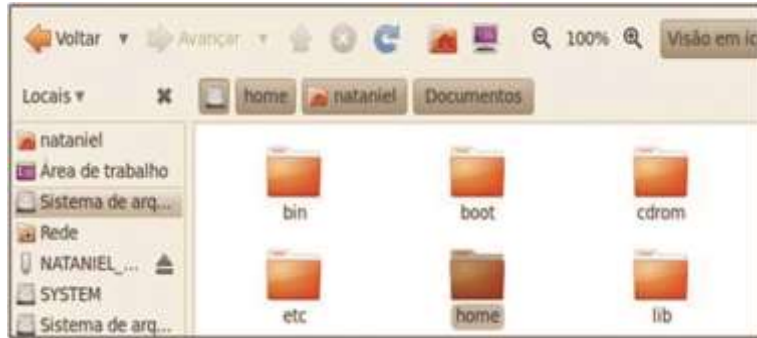 Voltar Avançar 100% Visão em íc
Locais home nataniel Documentos
nataniel
Área de trabalho
Sistema de arq...
Rede
NATANIEL_...
SYSTEM
Sistema de arq...
bin boot cdrom
etc home lib